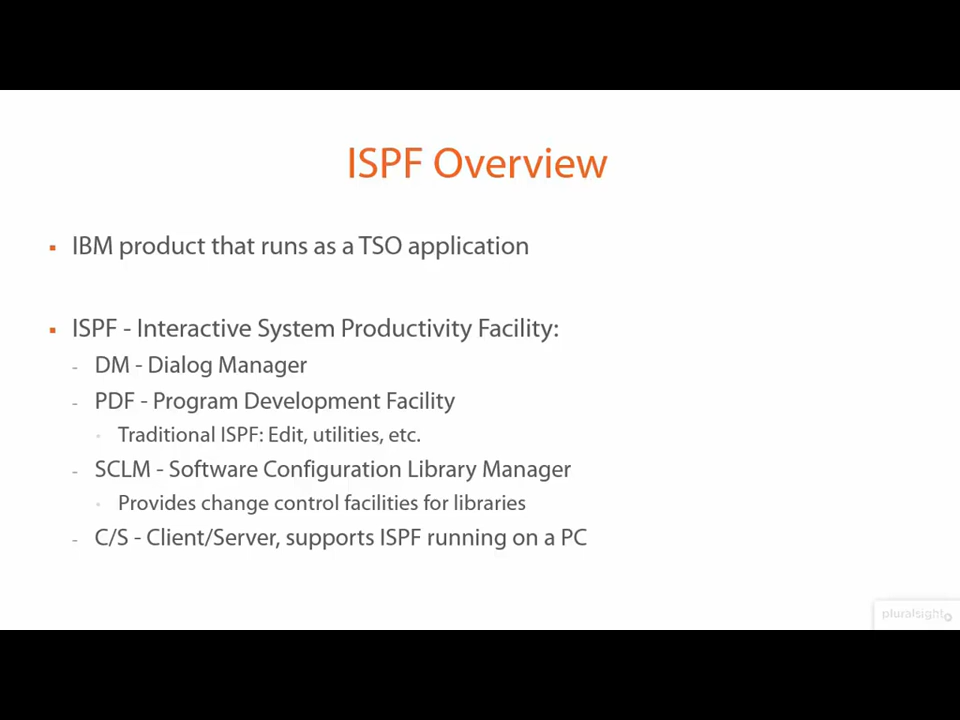 ISPF Overview
▪ IBM product that runs as a TSO application
▪ ISPF - Interactive System Productivity Facility:
- DM - Dialog Manager
- PDF - Program Development Facility
• Traditional ISPF: Edit, utilities, etc.
- SCLM - Software Configuration Library Manager
• Provides change control facilities for libraries
- C/S - Client/Server, supports ISPF running on a PC
pluralsight